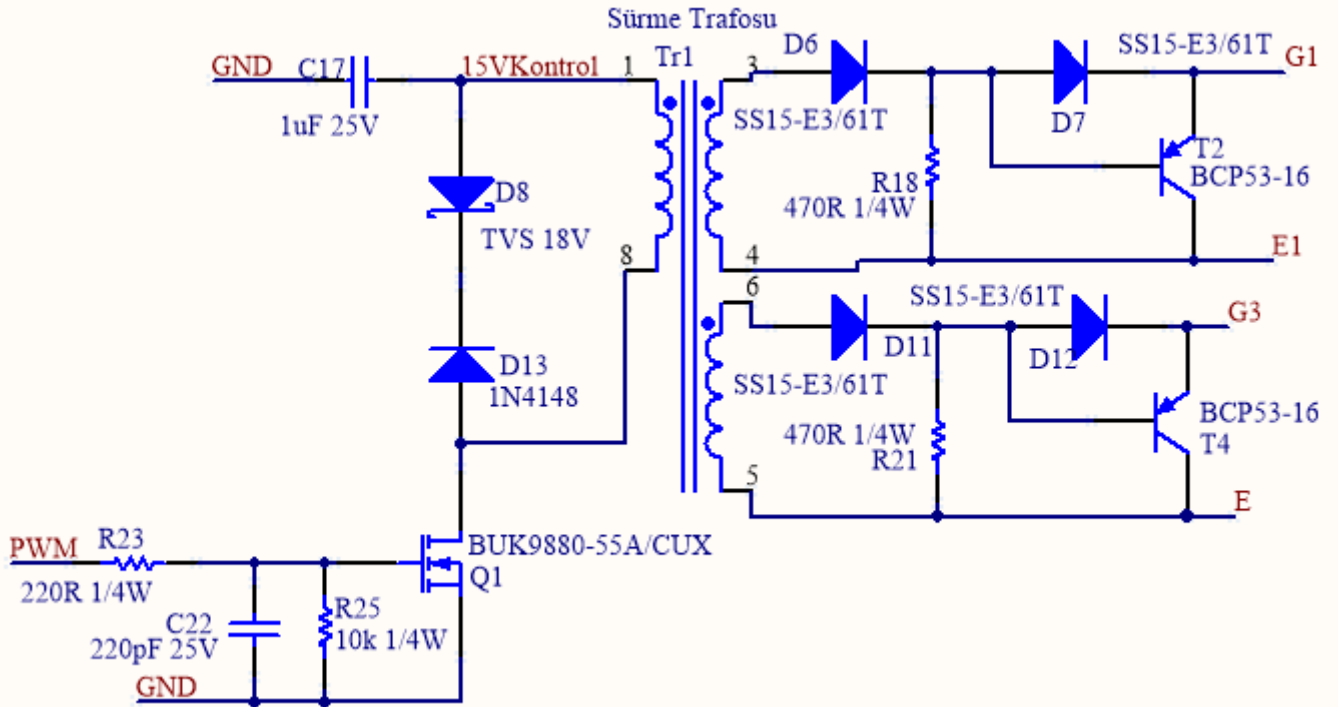 Sürme Trafosu
GND
C17
1uF 25V
15VKontrol
1
Tr1
3
D6
SS15-E3/61T
SS15-E3/61T
D7
G1
D8
TVS 18V
R18
470R 1/4W
T2
BCP53-16
8
4
E1
6
SS15-E3/61T
G3
D13
1N4148
SS15-E3/61T
D11
D12
470R 1/4W
R21
BCP53-16
T4
5
E
PWM
R23
220R 1/4W
BUK9880-55A/CUX
Q1
C22
220pF 25V
R25
10k 1/4W
GND